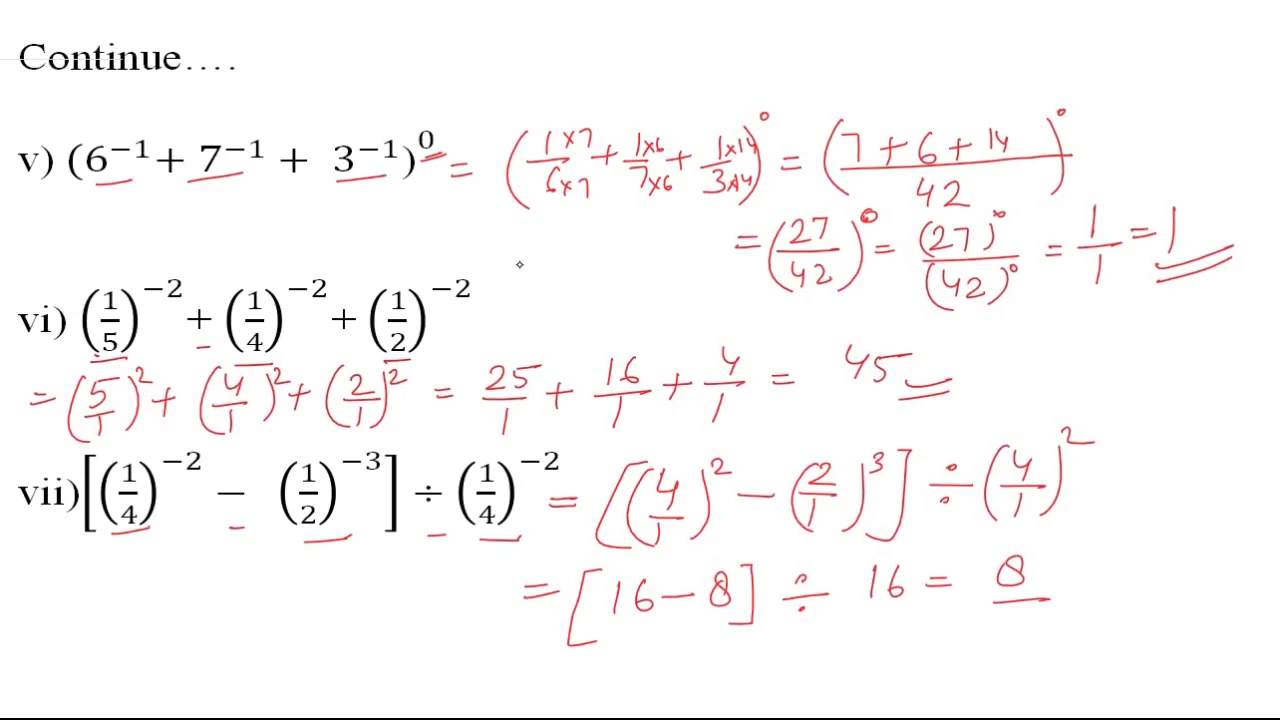 Continue….
v) (6⁻¹+ 7⁻¹ + 3⁻¹)⁰ = (1×7/6×7 + 1×6/7×6 + 1×14/3×14)⁰ = (7+6+14/42)⁰
= (27/42)⁰ = (27)⁰/(42)⁰ = 1/1 = 1
vi) (1/5)⁻² + (1/4)⁻² + (1/2)⁻²
= (5/1)² + (4/1)² + (2/1)² = 25/1 + 16/1 + 4/1 = 45
vii) [(1/4)⁻² − (1/2)⁻³] ÷ (1/4)⁻² = [(4/1)² − (2/1)³] ÷ (4/1)²
= [16 − 8] ÷ 16 = 8